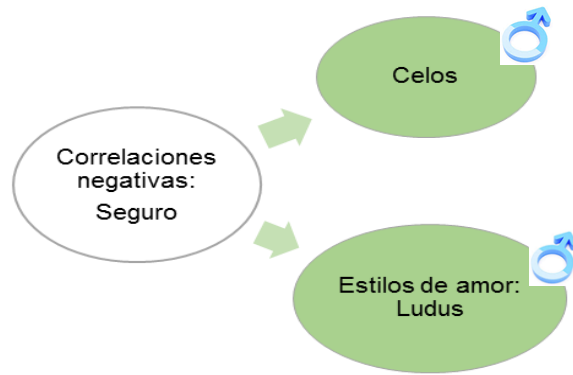 Correlaciones
negativas:
Seguro
Celos
Estilos de amor:
Ludus